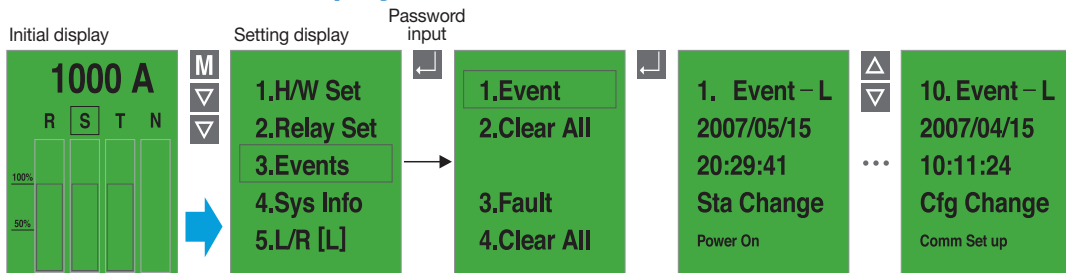 Initial display
1000 A
R S T N
100%
50%
M
Setting display
1.H/W Set
2.Relay Set
3.Events
4.Sys Info
5.L/R [L]
Password
input
1.Event
2.Clear All
3.Fault
4.Clear All
1. Event－L
2007/05/15
20:29:41
Sta Change
Power On
...
10. Event－L
2007/04/15
10:11:24
Cfg Change
Comm Set up